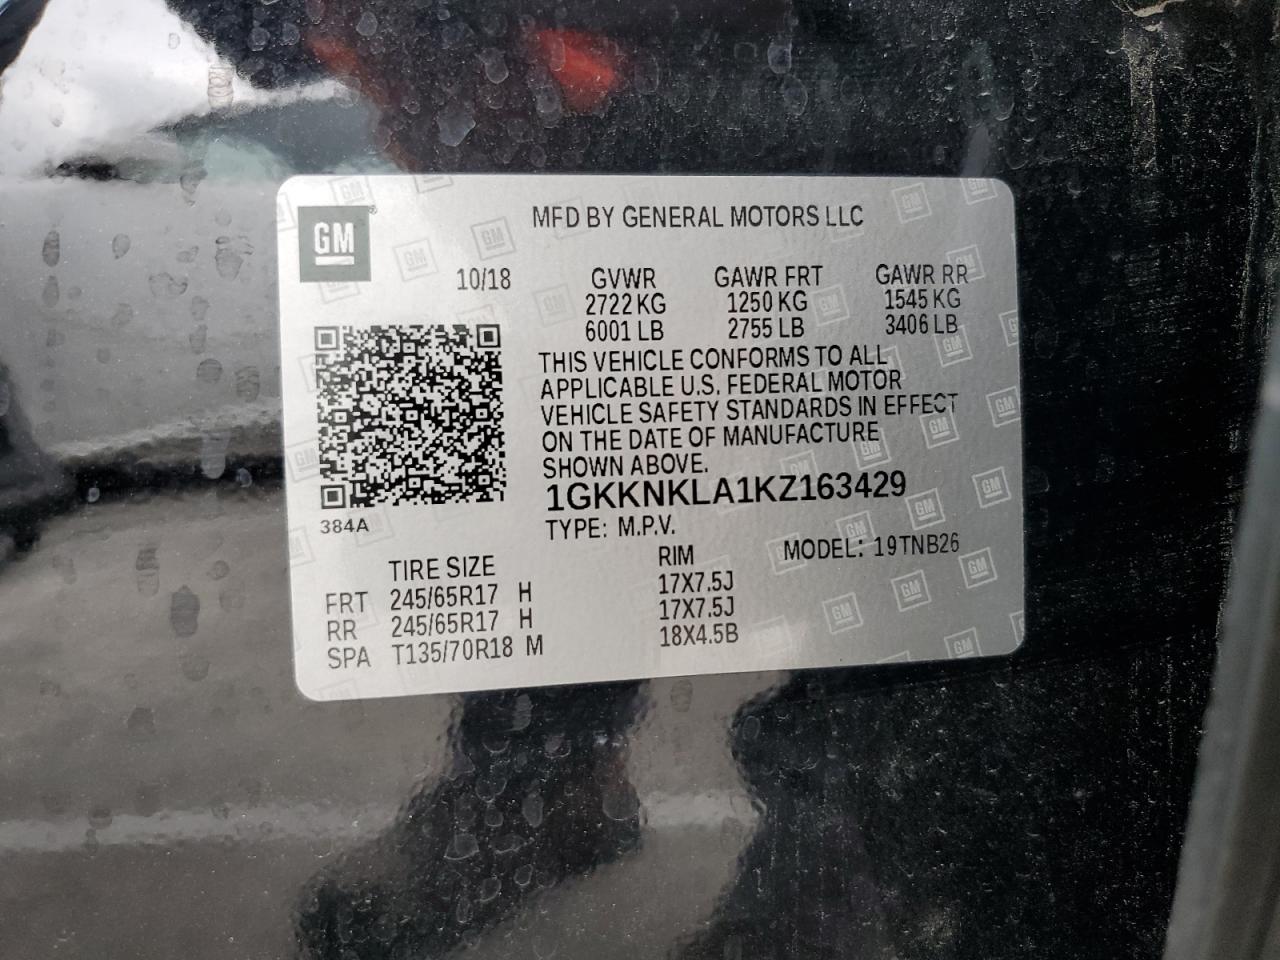 GM
MFD BY GENERAL MOTORS LLC
10/18 GVWR GAWR FRT GAWR RR
2722 KG 1250 KG 1545 KG
6001 LB 2755 LB 3406 LB
THIS VEHICLE CONFORMS TO ALL
APPLICABLE U.S. FEDERAL MOTOR
VEHICLE SAFETY STANDARDS IN EFFECT
ON THE DATE OF MANUFACTURE
SHOWN ABOVE.
1GKKNKLA1KZ163429
384A
TYPE: M.P.V. MODEL: 19TNB26
TIRE SIZE RIM
FRT 245/65R17 H 17X7.5J
RR 245/65R17 H 17X7.5J
SPA T135/70R18 M 18X4.5B